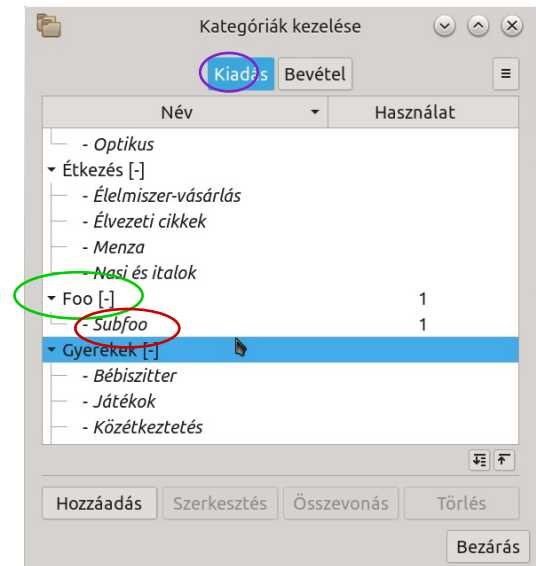 Kategóriák kezelése
Kiadás Bevétel ≡
Név Használat
- Optikus
Étkezés [-]
- Élelmiszer-vásárlás
- Élvezeti cikkek
- Menza
- Nasi és italok
Foo [-] 1
- Subfoo 1
Gyerekek [-]
- Bébiszitter
- Játékok
- Közétkeztetés
Hozzáadás Szerkesztés Összevonás Törlés
Bezárás